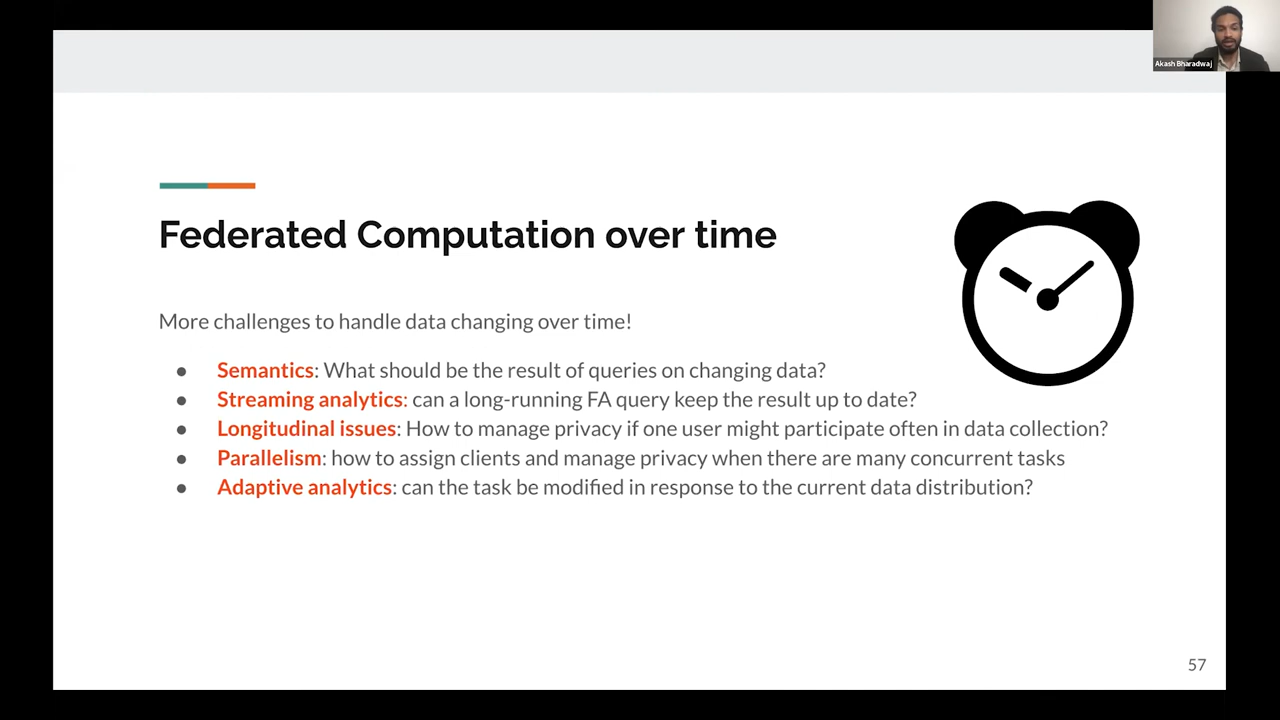 Akash Bharadwaj
Federated Computation over time
More challenges to handle data changing over time!
● Semantics: What should be the result of queries on changing data?
● Streaming analytics: can a long-running FA query keep the result up to date?
● Longitudinal issues: How to manage privacy if one user might participate often in data collection?
● Parallelism: how to assign clients and manage privacy when there are many concurrent tasks
● Adaptive analytics: can the task be modified in response to the current data distribution?
57